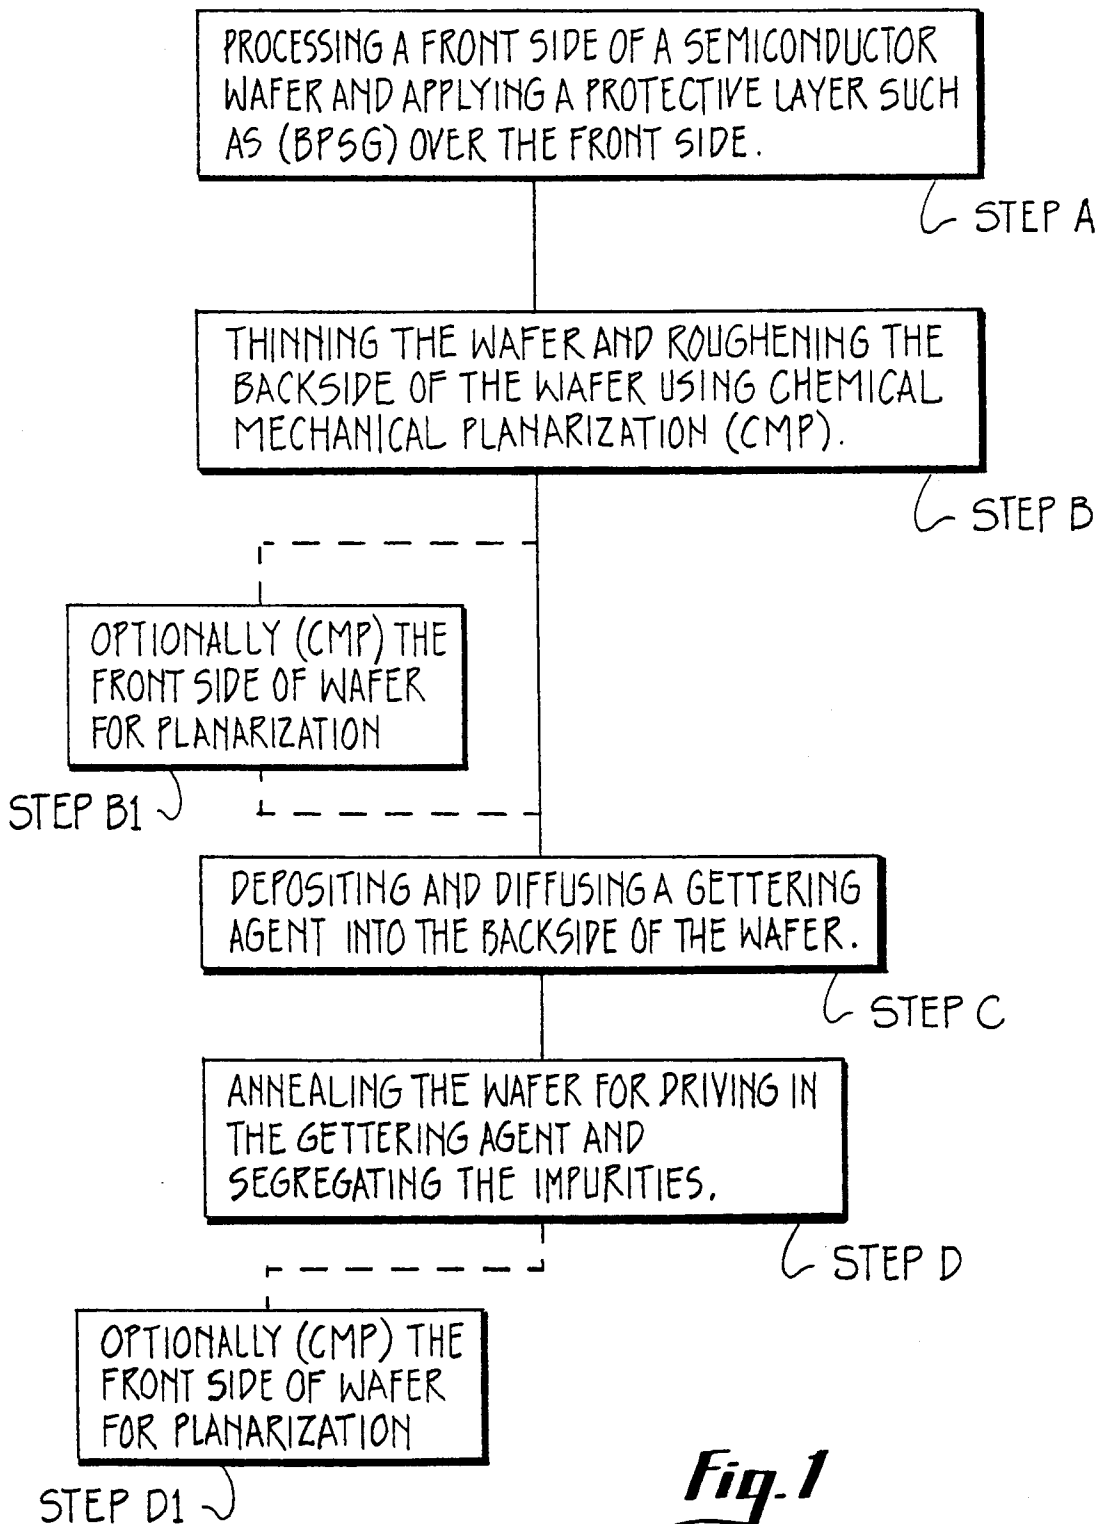 PROCESSING A FRONT SIDE OF A SEMICONDUCTOR
WAFER AND APPLYING A PROTECTIVE LAYER SUCH
AS (BPSG) OVER THE FRONT SIDE.
STEP A
THINNING THE WAFER AND ROUGHENING THE
BACKSIDE OF THE WAFER USING CHEMICAL
MECHANICAL PLANARIZATION (CMP).
STEP B
OPTIONALLY (CMP) THE
FRONT SIDE OF WAFER
FOR PLANARIZATION
STEP B1
DEPOSITING AND DIFFUSING A GETTERING
AGENT INTO THE BACKSIDE OF THE WAFER.
STEP C
ANNEALING THE WAFER FOR DRIVING IN
THE GETTERING AGENT AND
SEGREGATING THE IMPURITIES.
STEP D
OPTIONALLY (CMP) THE
FRONT SIDE OF WAFER
FOR PLANARIZATION
STEP D1
Fig. 1